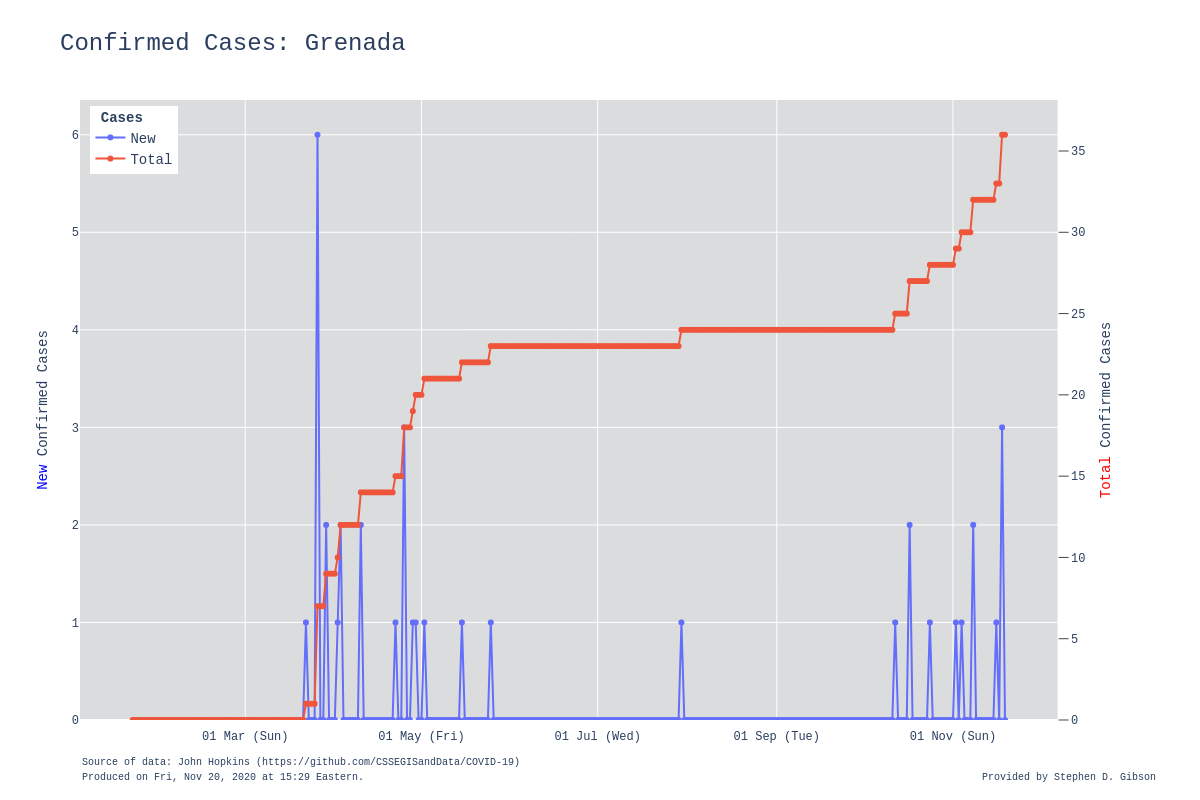 Confirmed Cases: Grenada
Cases
New
Total
6
5
4
3
2
1
0
35
30
25
20
15
10
5
0
New Confirmed Cases
Total Confirmed Cases
01 Mar (Sun)
01 May (Fri)
01 Jul (Wed)
01 Sep (Tue)
01 Nov (Sun)
Source of data: John Hopkins (https://github.com/CSSEGISandData/COVID-19)
Produced on Fri, Nov 20, 2020 at 15:29 Eastern.
Provided by Stephen D. Gibson